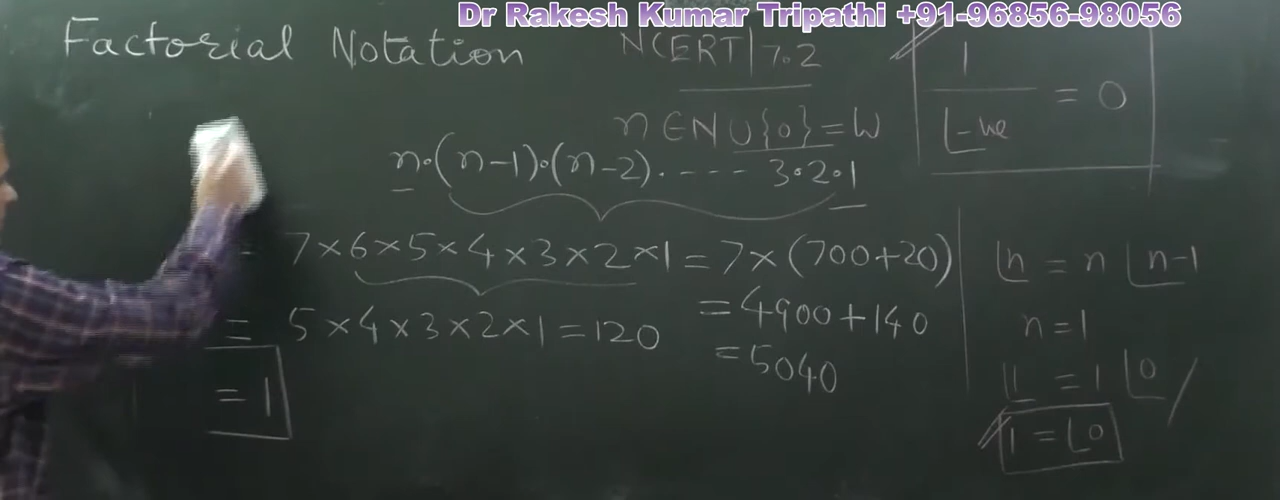 Dr Rakesh Kumar Tripathi +91-96856-98056
Factorial Notation
NCERT|7.2
n ∈ N ∪ {0} = W
n·(n-1)·(n-2)·---- 3·2·1
= 7×6×5×4×3×2×1 = 7×(700+20)
= 4900+140
= 5040
= 5×4×3×2×1 = 120
= 1
1
/
⌊-ve = 0
⌊n = n ⌊n-1
n = 1
⌊1 = 1 ⌊0
1 = ⌊0